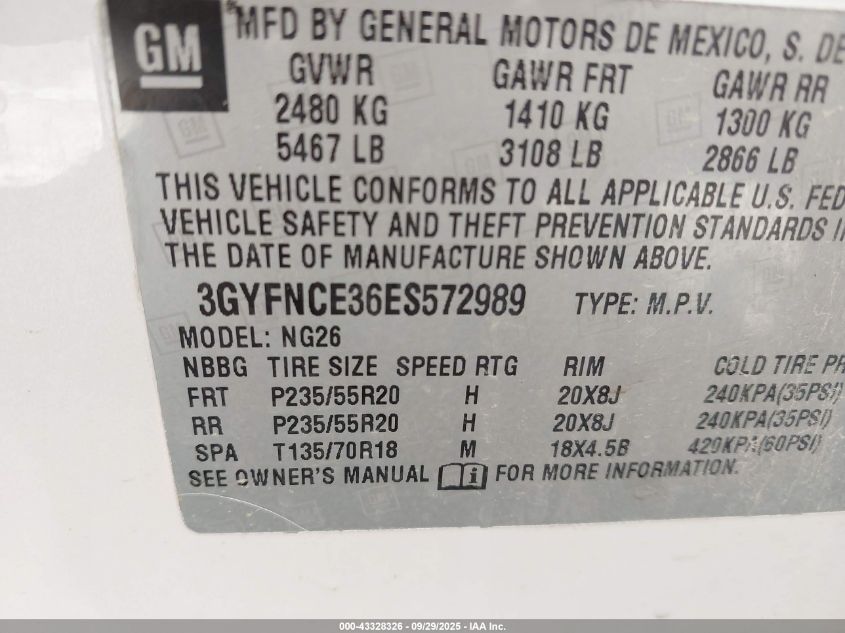 GM
® MFD BY GENERAL MOTORS DE MEXICO, S. DE
GVWR GAWR FRT GAWR RR
2480 KG 1410 KG 1300 KG
5467 LB 3108 LB 2866 LB
THIS VEHICLE CONFORMS TO ALL APPLICABLE U.S. FED
VEHICLE SAFETY AND THEFT PREVENTION STANDARDS I
THE DATE OF MANUFACTURE SHOWN ABOVE.
3GYFNCE36ES572989 TYPE: M.P.V.
MODEL: NG26
NBBG TIRE SIZE SPEED RTG RIM COLD TIRE PR
FRT P235/55R20 H 20X8J 240KPA(35PSI)
RR P235/55R20 H 20X8J 240KPA(35PSI)
SPA T135/70R18 M 18X4.5B 420KPA(60PSI)
SEE OWNER'S MANUAL i FOR MORE INFORMATION.
000-43328326 - 09/29/2025 - IAA Inc.